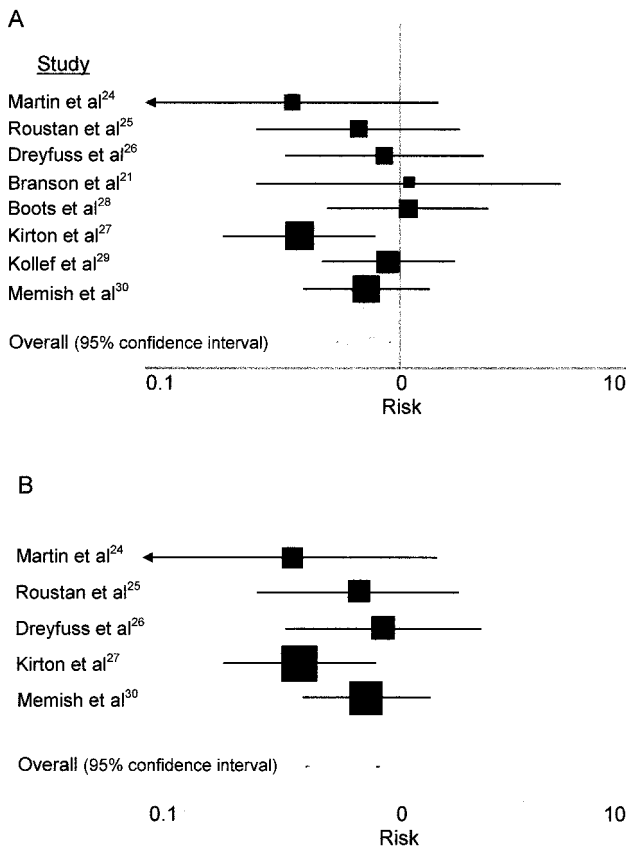 A
Study
Martin et al24
Roustan et al25
Dreyfuss et al26
Branson et al21
Boots et al28
Kirton et al27
Kollef et al29
Memish et al30
Overall (95% confidence interval)
0.1 0 10
Risk
B
Martin et al24
Roustan et al25
Dreyfuss et al26
Kirton et al27
Memish et al30
Overall (95% confidence interval)
0.1 0 10
Risk